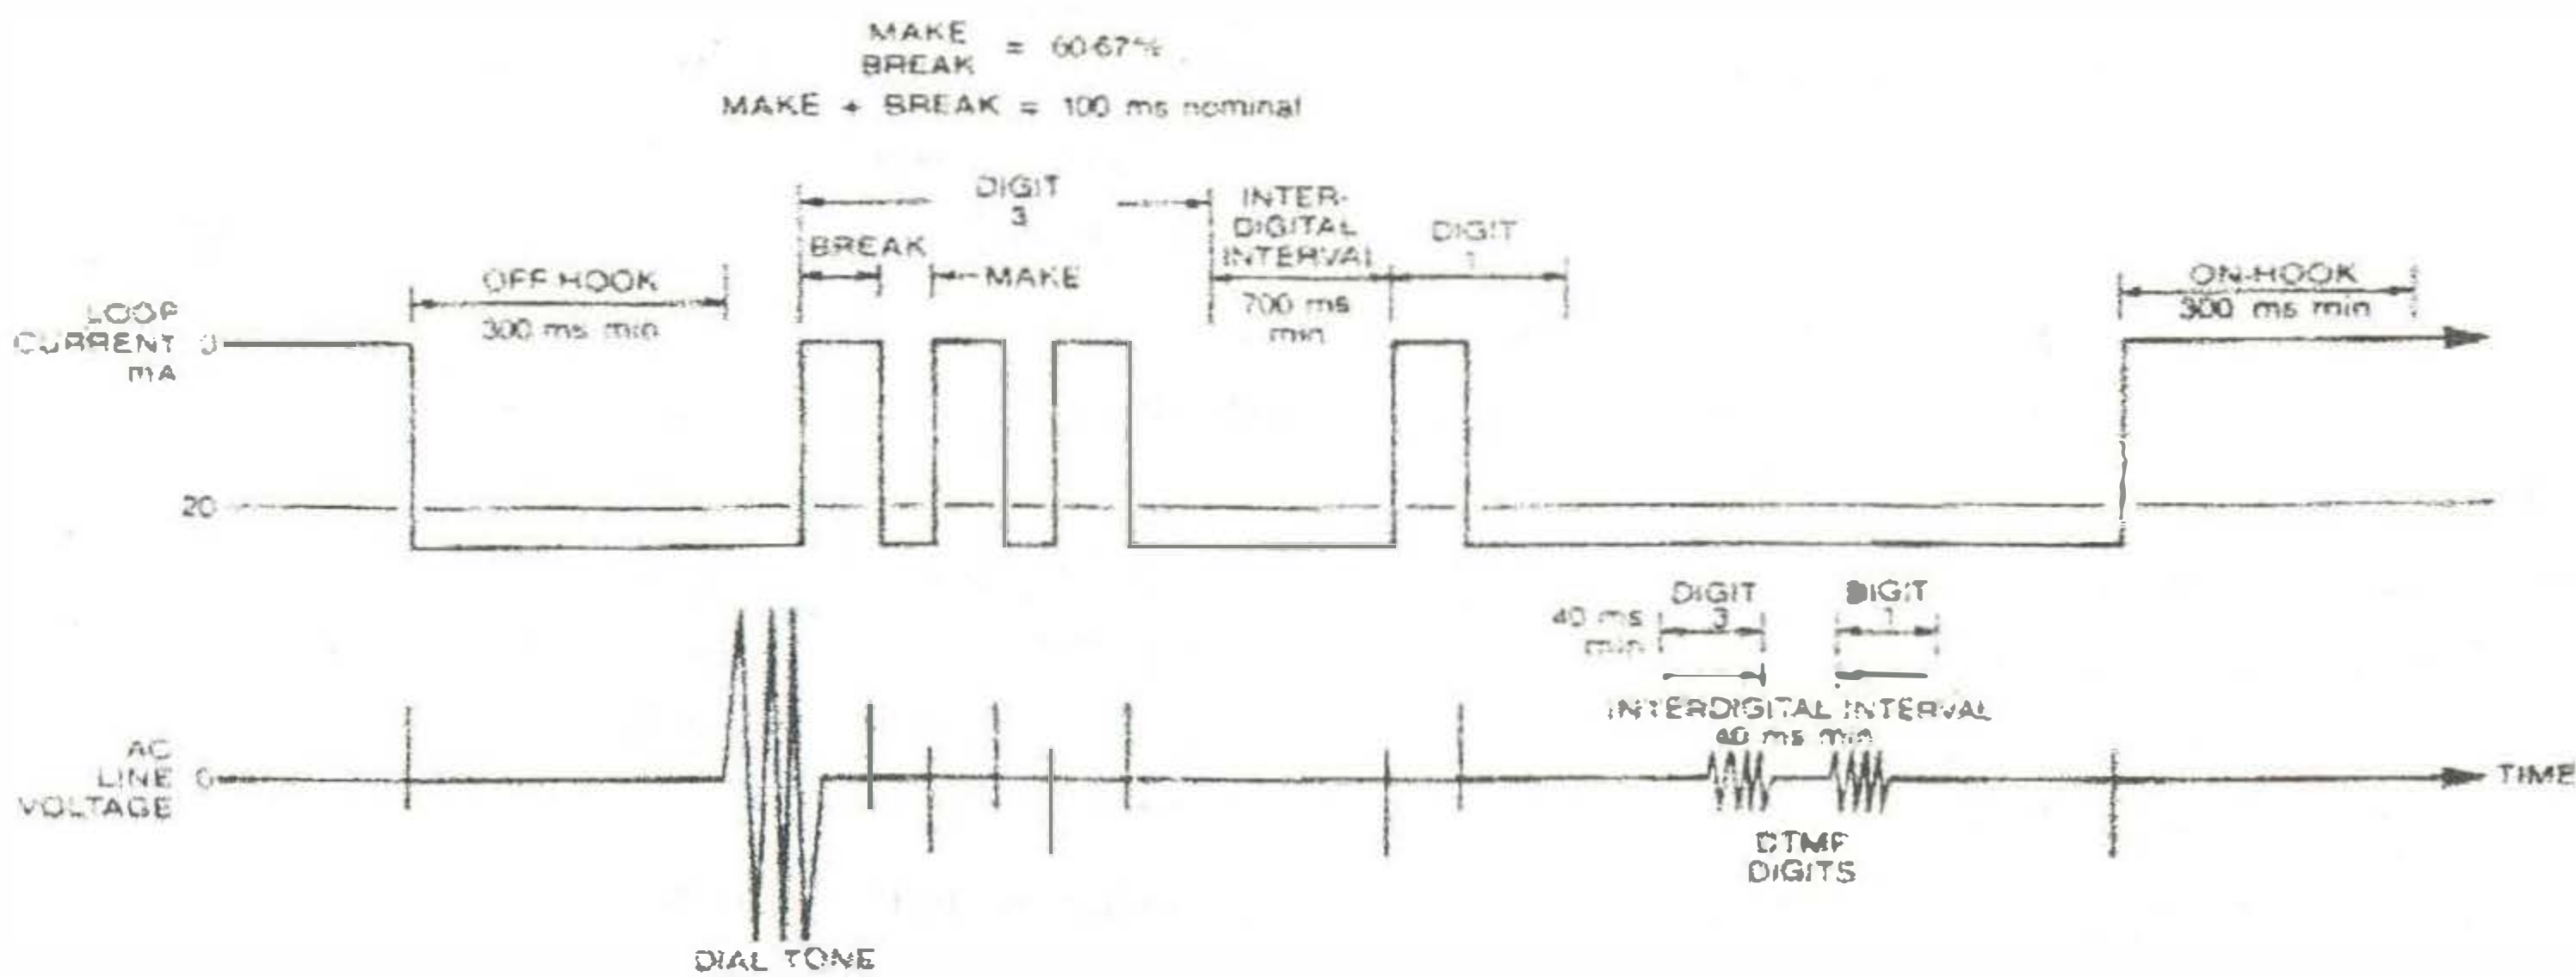 MAKE
BREAK = 60-67%
MAKE + BREAK = 100 ms nominal
DIGIT
3
BREAK
MAKE
INTER-
DIGITAL
INTERVAL
700 ms
min
DIGIT
1
OFF-HOOK
300 ms min
ON-HOOK
300 ms min
LOOP
CURRENT 0
mA
20
DIGIT
3
DIGIT
1
40 ms
min
INTERDIGITAL INTERVAL
40 ms min
AC
LINE 0
VOLTAGE
TIME
DTMF
DIGITS
DIAL TONE